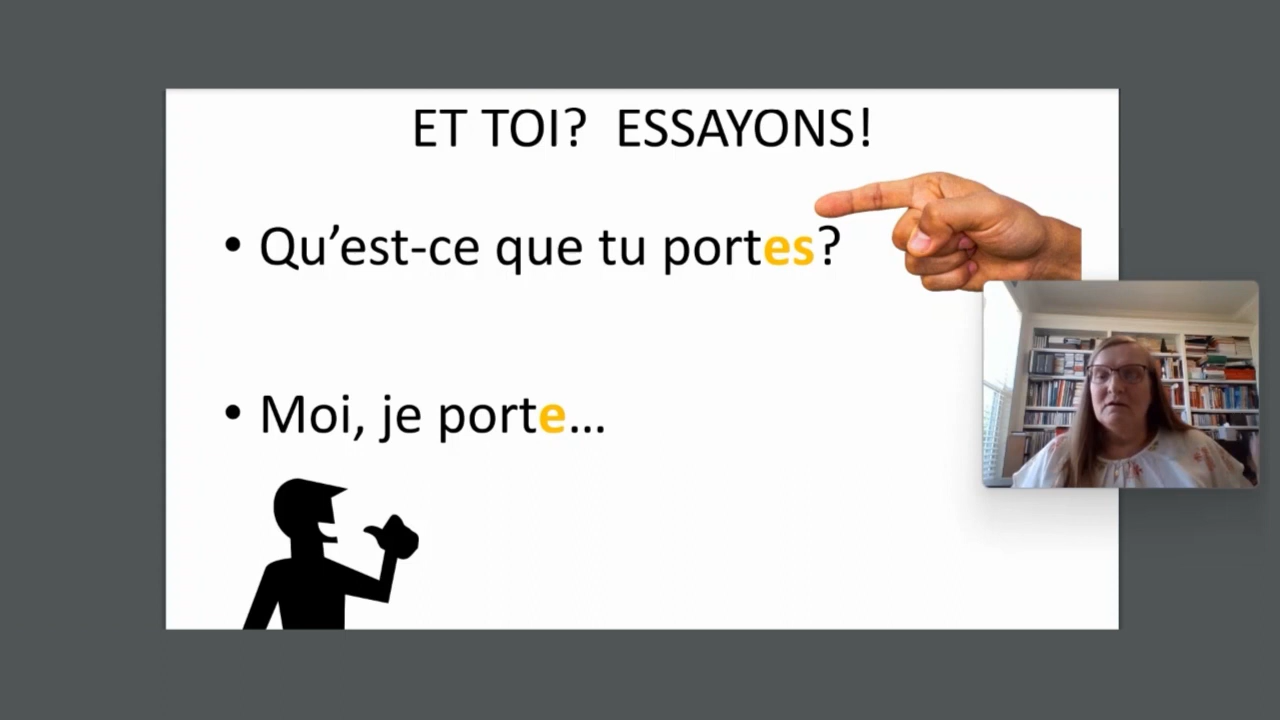 ET TOI? ESSAYONS!
• Qu’est-ce que tu portes?
• Moi, je porte...